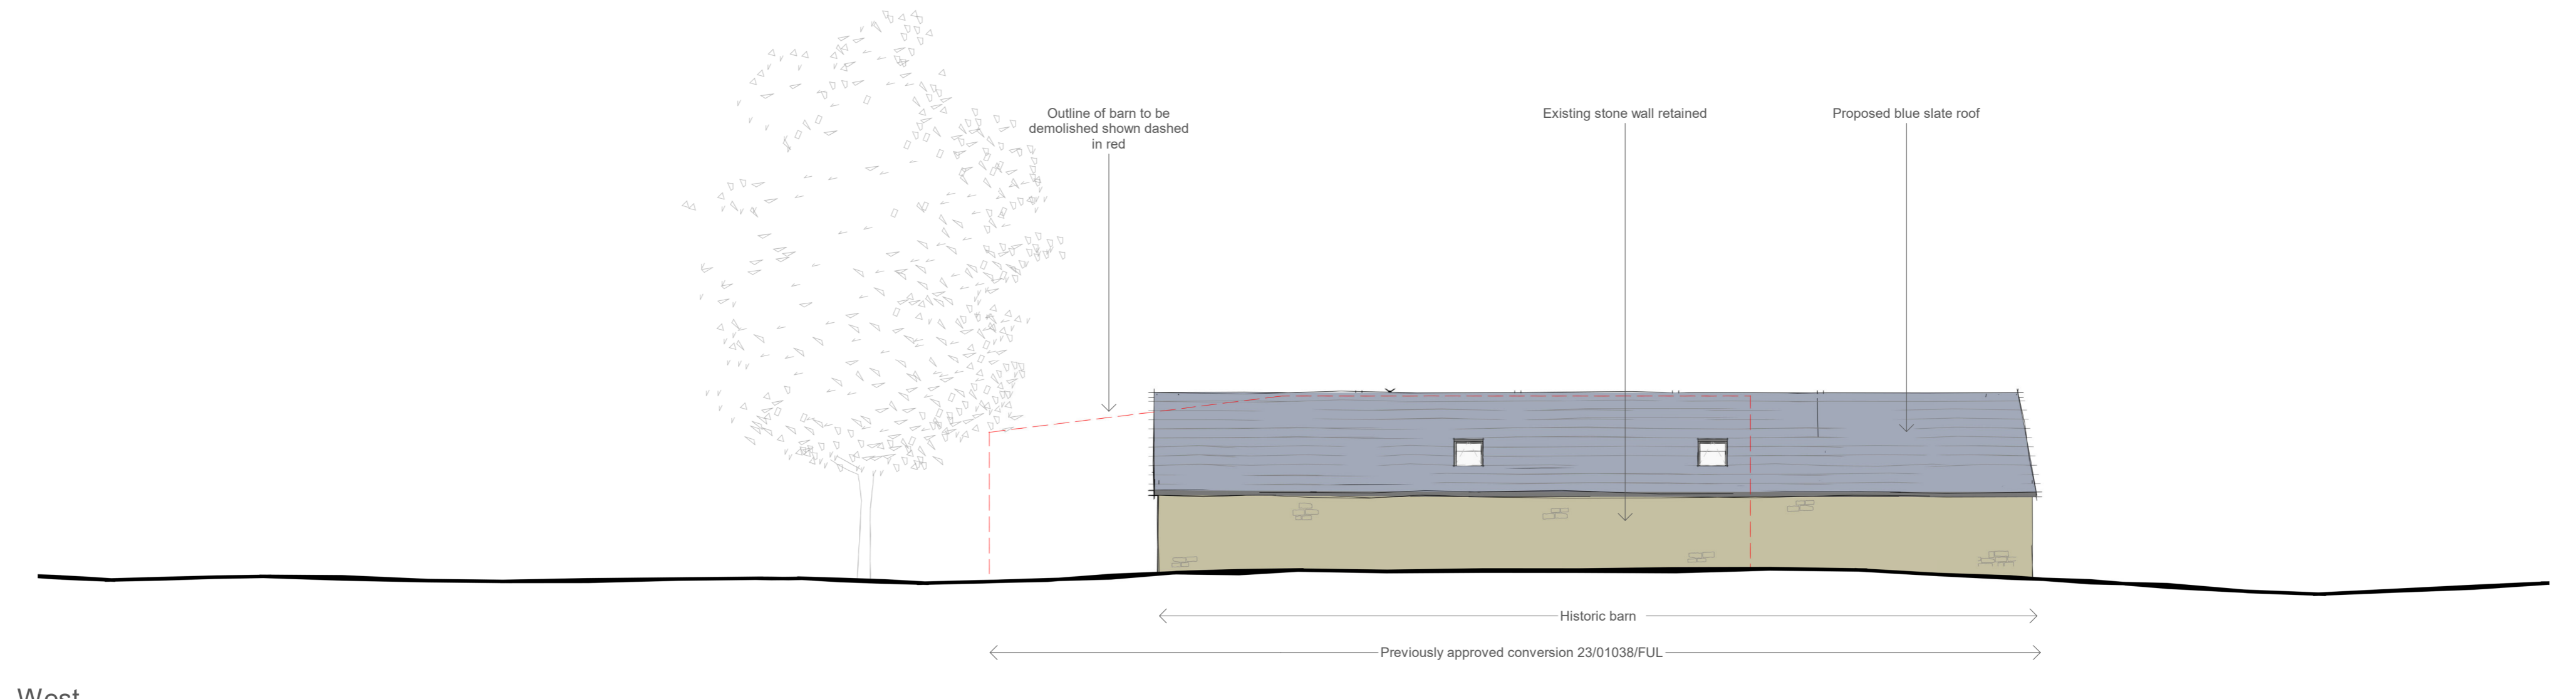 Outline of barn to be
demolished shown dashed
in red
Existing stone wall retained
Proposed blue slate roof
Historic barn
Previously approved conversion 23/01038/FUL
West